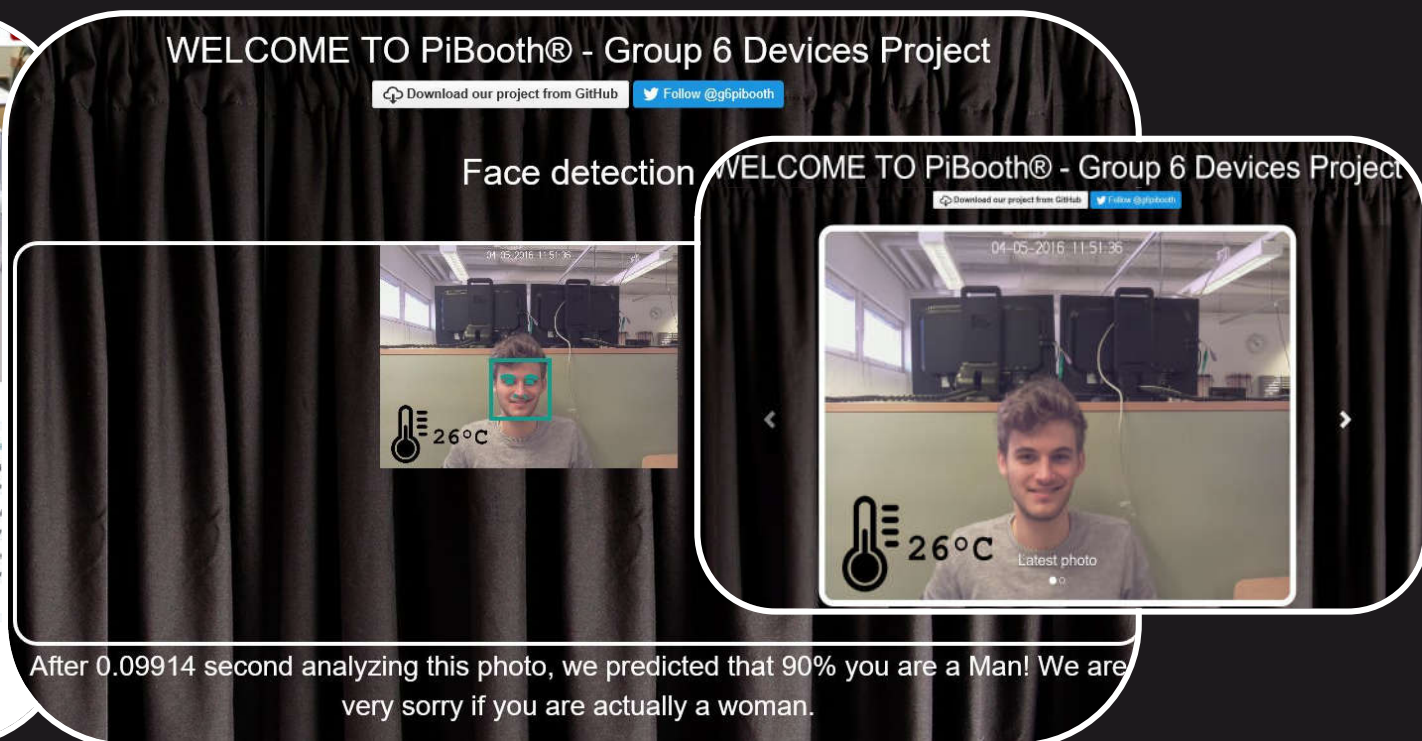 WELCOME TO PiBooth® - Group 6 Devices Project
Download our project from GitHub
Follow @g6pibooth
Face detection
04-05-2016 11:51:36
26°C
After 0.09914 second analyzing this photo, we predicted that 90% you are a Man! We are
very sorry if you are actually a woman.
WELCOME TO PiBooth® - Group 6 Devices Project
Download our project from GitHub
Follow @g6pibooth
04-05-2016 11:51:36
26°C
Latest photo